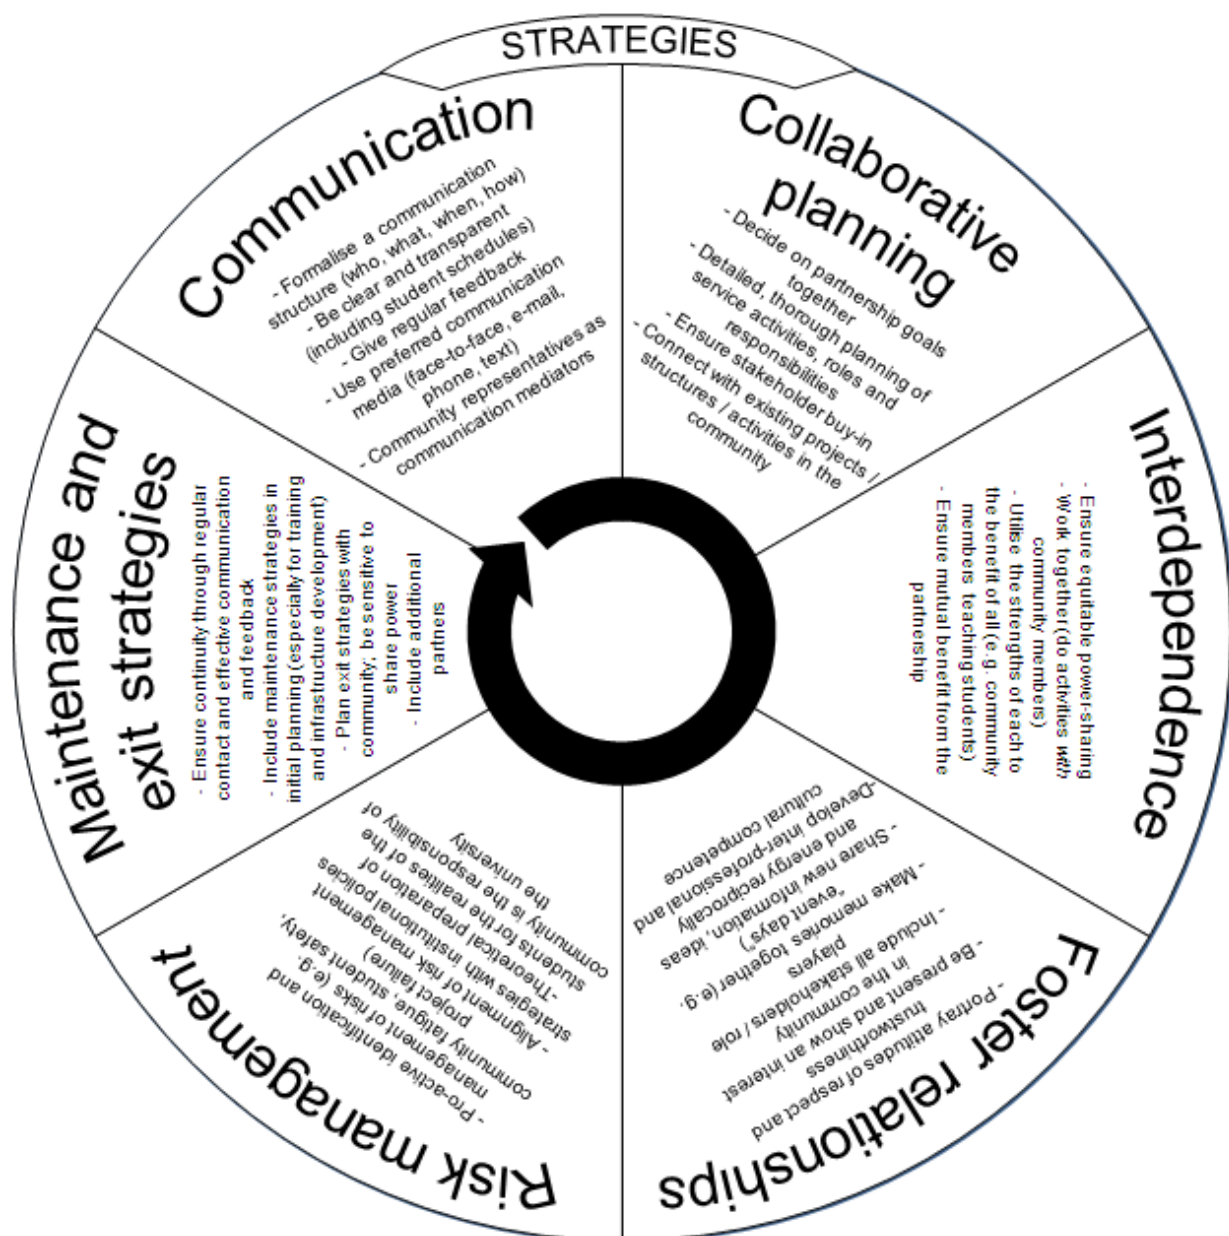 STRATEGIES
Collaborative
planning
- Decide on partnership goals
together
- Detailed, thorough planning of
service activities, roles and
responsibilities
- Ensure stakeholder buy-in
- Connect with existing projects /
structures / activities in the
community
Interdependence
- Ensure equitable power-sharing
- Work together (do activities with
community members)
- Utilise the strengths of each to
the benefit of all (e.g. community
members teaching students)
- Ensure mutual benefit from the
partnership
Foster relationships
- Portray attitudes of respect and
trustworthiness
- Be present and show an interest
in the community
- Include all stakeholders / role
players
- Make memories together (e.g.
"event days")
- Share new information, ideas
and energy reciprocally
-Develop inter-professional and
cultural competence
Risk management
- Pro-active identification and
management of risks (e.g.
community fatigue, student safety,
project failure)
- Alignment of risk management
strategies with institutional policies
-Theoretical preparation of
students for the realities of the
community is the responsibility of
the university
Maintenance and
exit strategies
- Ensure continuity through regular
contact and effective communication
and feedback
- Include maintenance strategies in
initial planning (especially for training
and infrastructure development)
- Plan exit strategies with
community; be sensitive to
share power
- Include additional
partners
Communication
- Formalise a communication
structure (who, what, when, how)
- Be clear and transparent
(including student schedules)
- Give regular feedback
- Use preferred communication
media (face-to-face, e-mail,
phone, text)
- Community representatives as
communication mediators